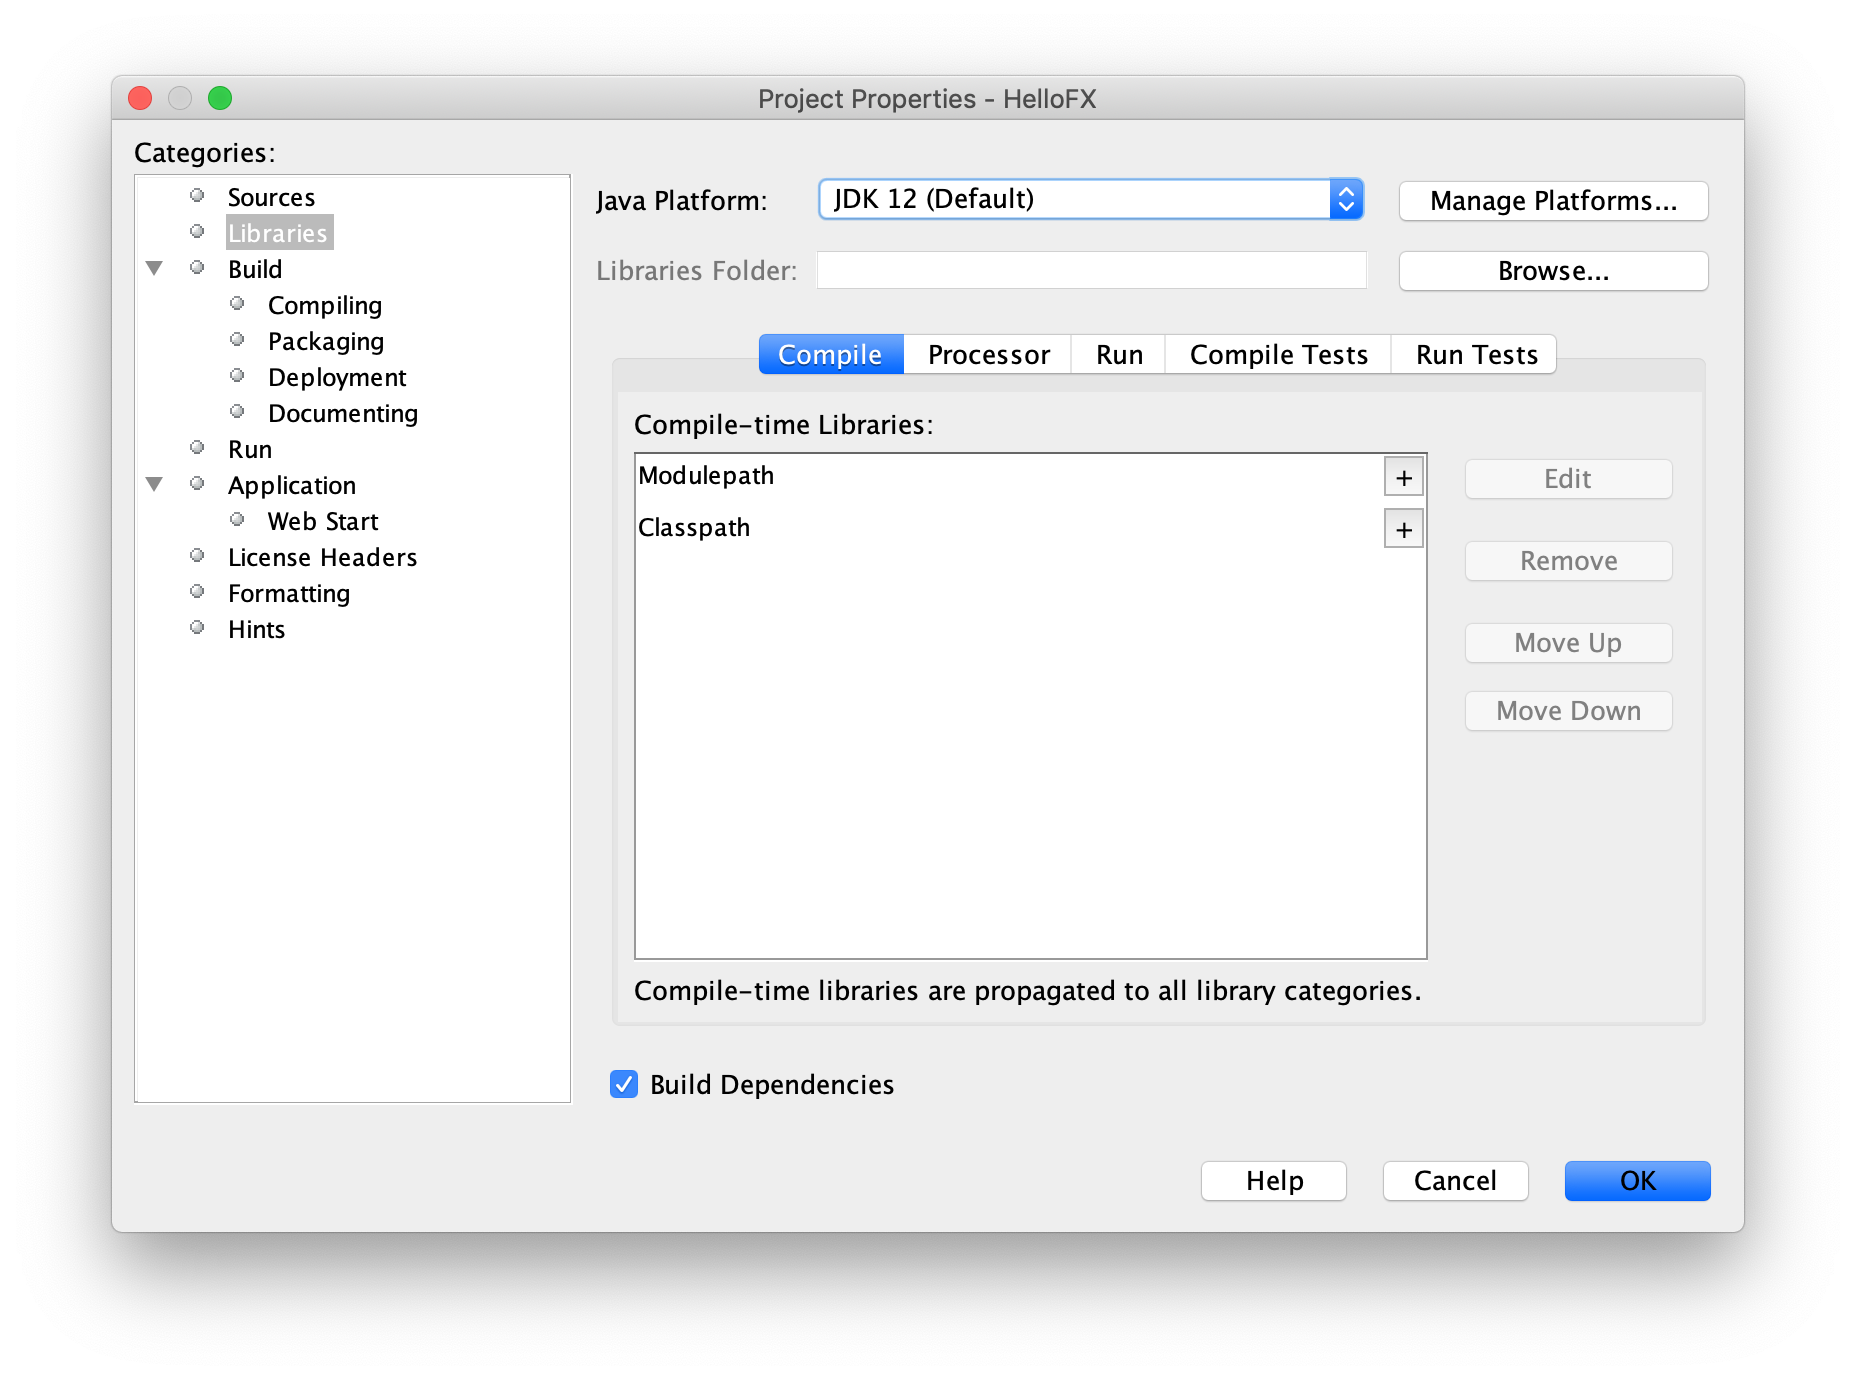 Project Properties - HelloFX
Categories:
Sources
Libraries
Build
Compiling
Packaging
Deployment
Documenting
Run
Application
Web Start
License Headers
Formatting
Hints
Java Platform: JDK 12 (Default) Manage Platforms...
Libraries Folder: Browse...
Compile Processor Run Compile Tests Run Tests
Compile-time Libraries:
Modulepath +
Classpath +
Edit
Remove
Move Up
Move Down
Compile-time libraries are propagated to all library categories.
Build Dependencies
Help Cancel OK